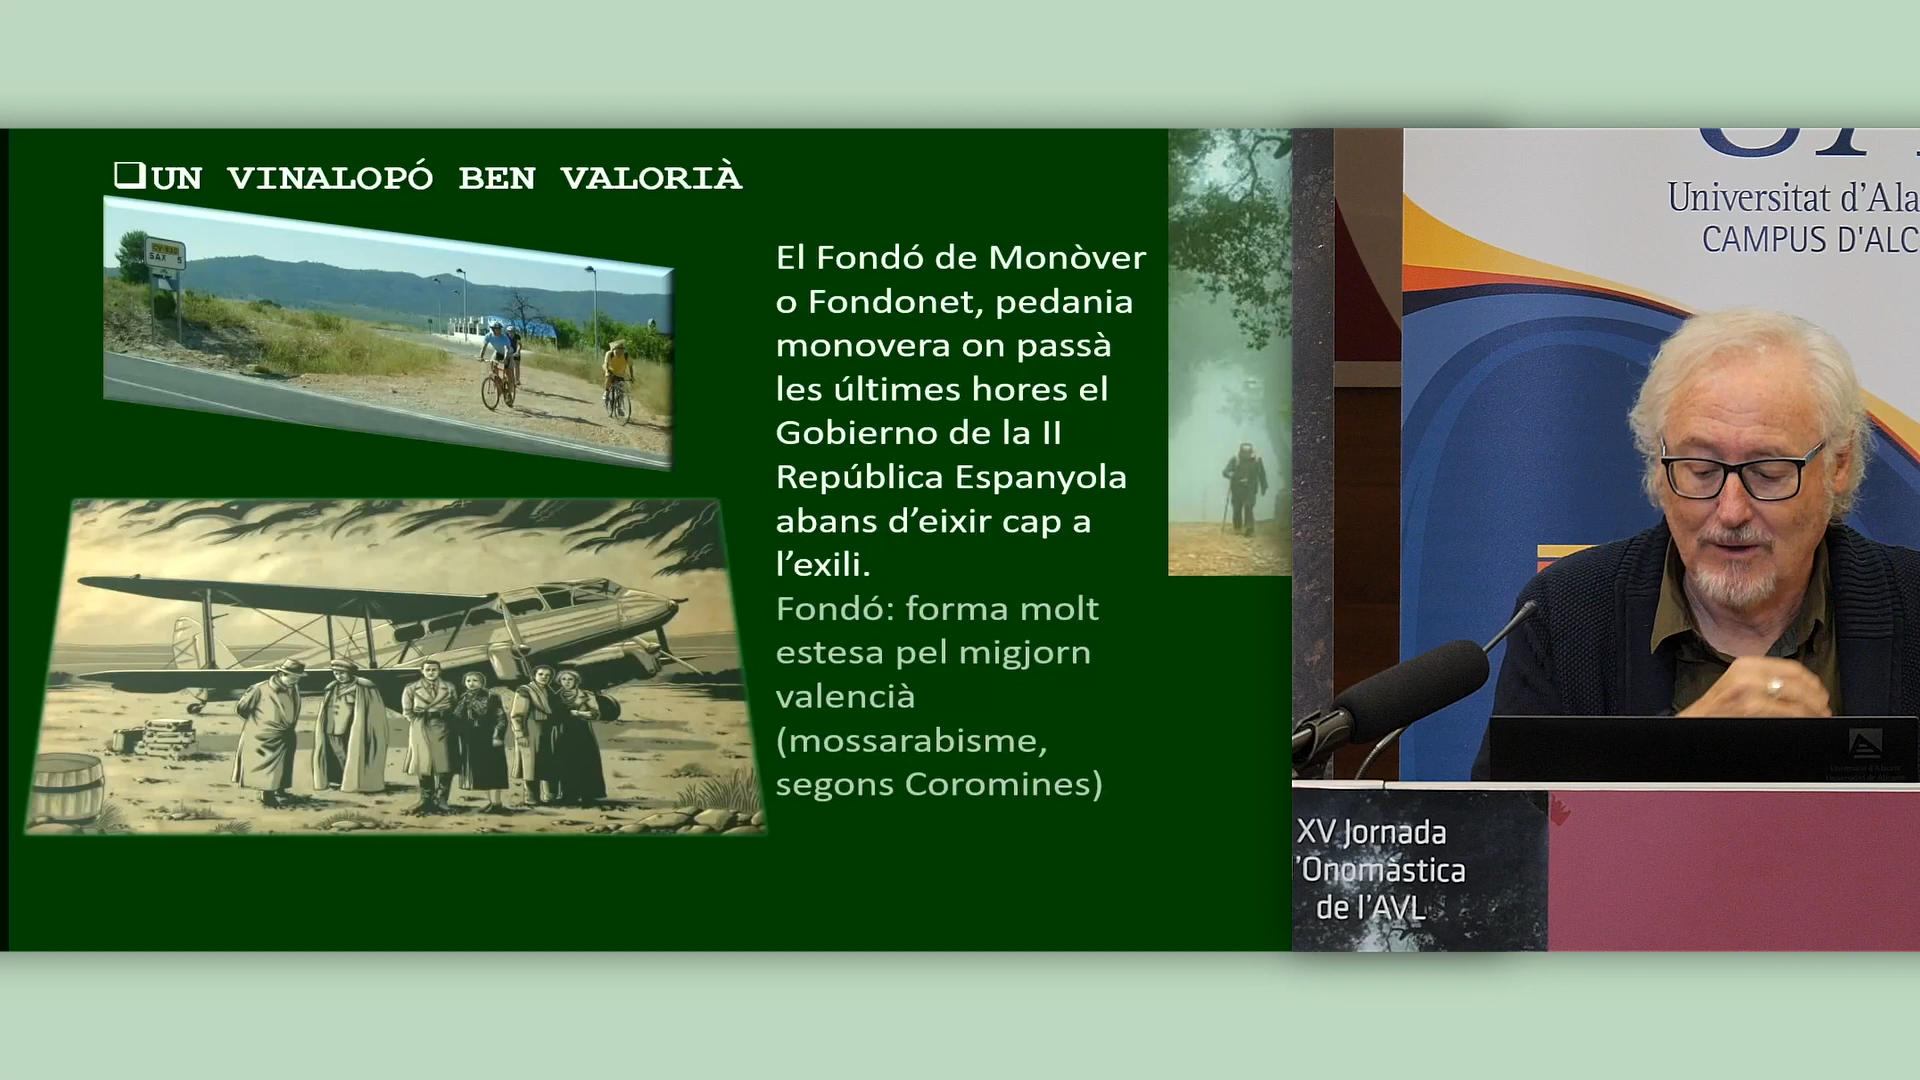 UN VINALOPÓ BEN VALORIÀ
CV-830
SAX 5
El Fondó de Monòver
o Fondonet, pedania
monovera on passà
les últimes hores el
Gobierno de la II
República Espanyola
abans d’eixir cap a
l’exili.
Fondó: forma molt
estesa pel migjorn
valencià
(mossarabisme,
segons Coromines)
Universitat d'Ala
CAMPUS D'ALC
XV Jornada
'Onomàstica
de l'AVL